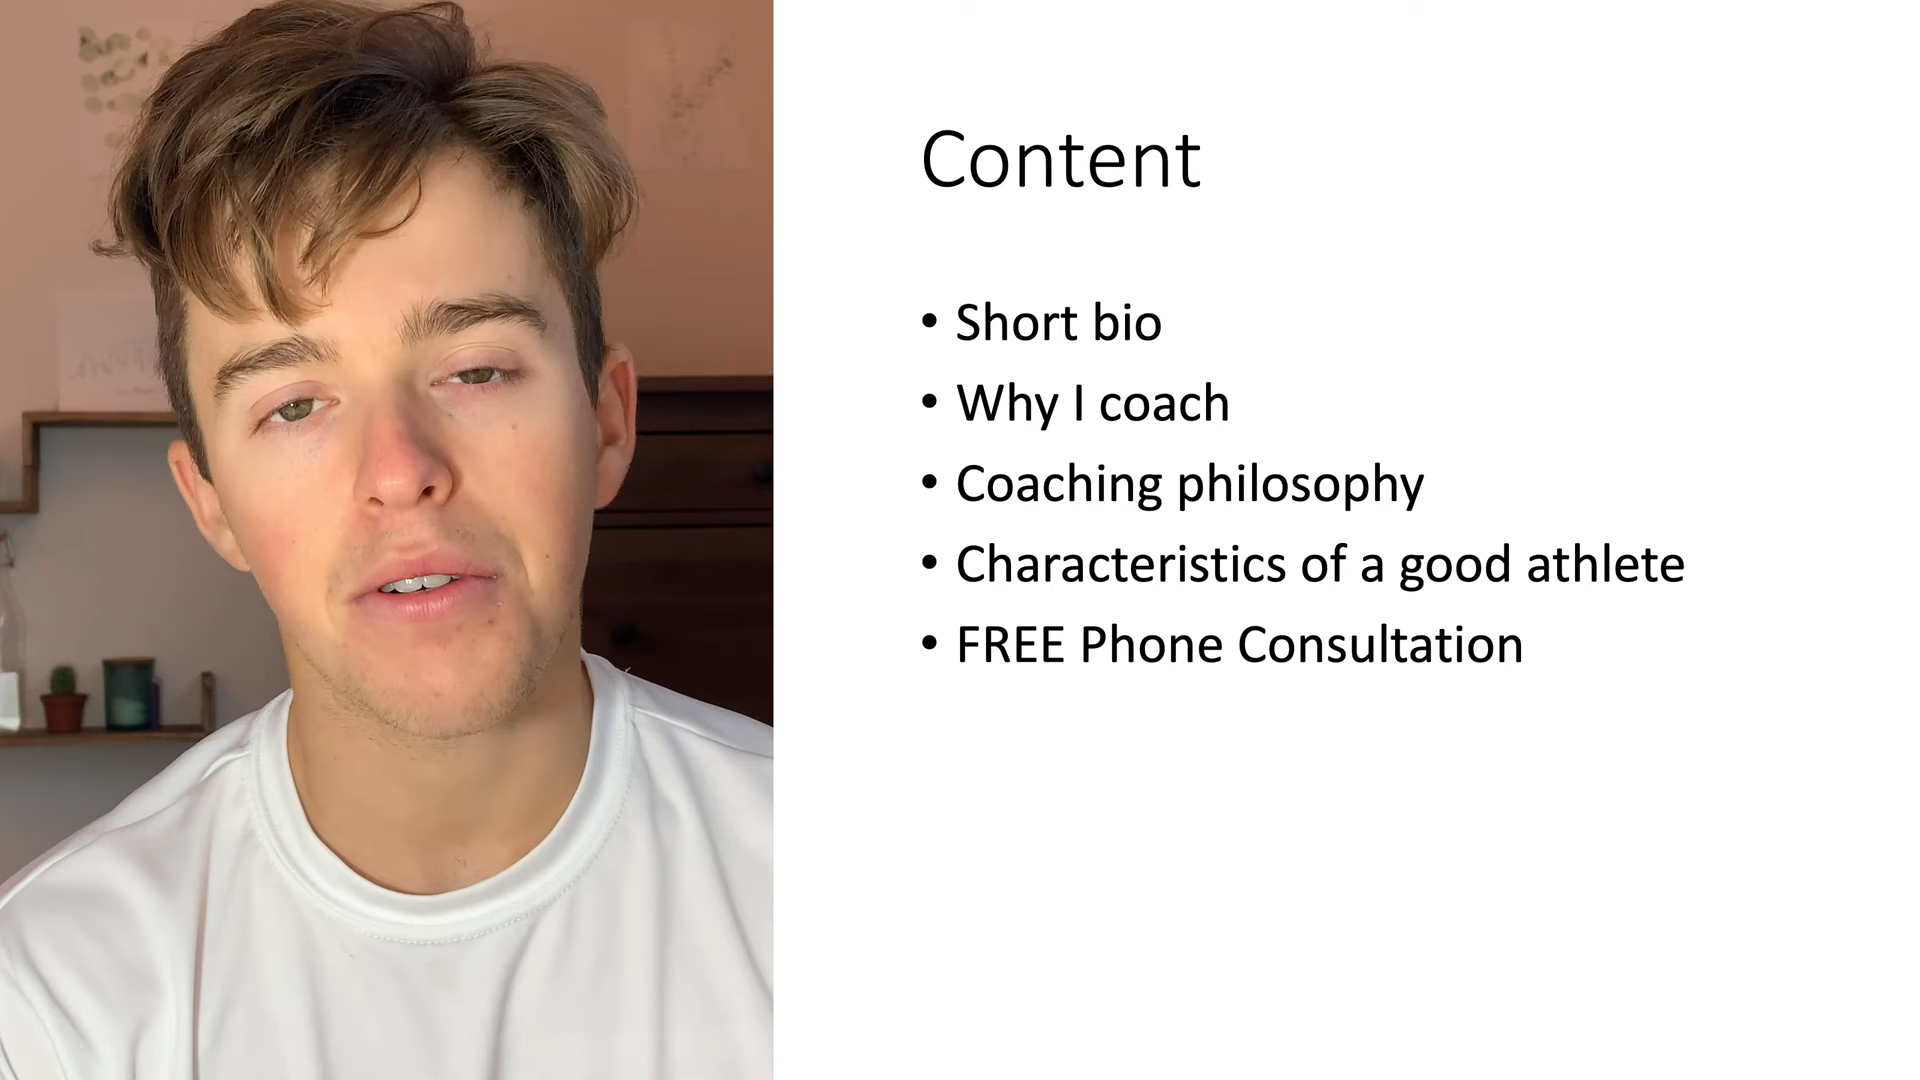 Content
• Short bio
• Why I coach
• Coaching philosophy
• Characteristics of a good athlete
• FREE Phone Consultation